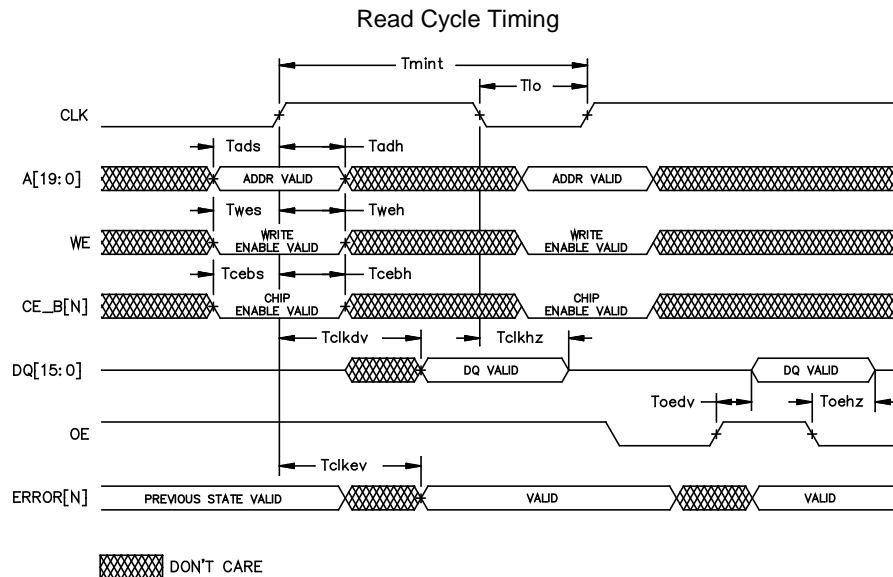 Read Cycle Timing
Tmint
Tlo
CLK
Tads
Tadh
A[19:0]
ADDR VALID
ADDR VALID
Twes
Tweh
WE
WRITE
ENABLE VALID
WRITE
ENABLE VALID
Tcebs
Tcebh
CE_B[N]
CHIP
ENABLE VALID
CHIP
ENABLE VALID
Tclkdv
Tclkhz
DQ[15:0]
DQ VALID
DQ VALID
Toedv
Toehz
OE
Tclkev
ERROR[N]
PREVIOUS STATE VALID
VALID
VALID
DON'T CARE